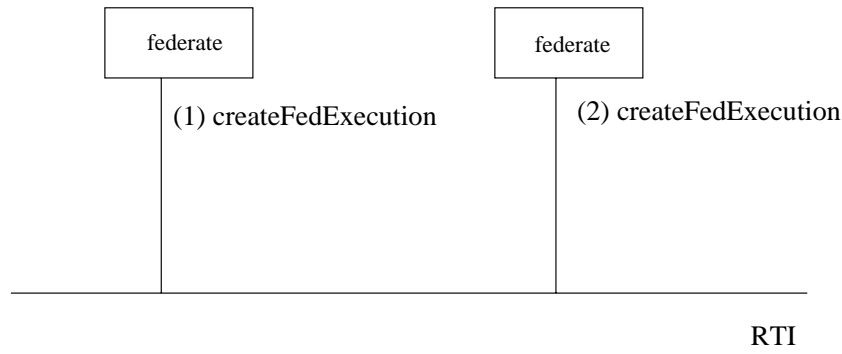 federate
federate
(1) createFedExecution
(2) createFedExecution
RTI